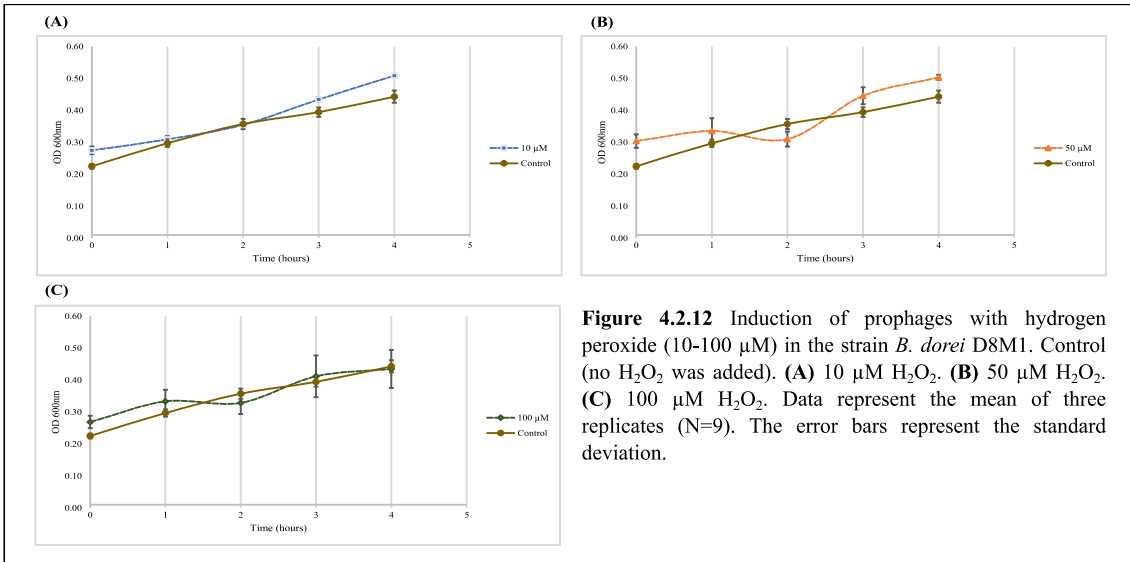 (A)
0.60
0.50
0.40
0.30
0.20
0.10
0.00
OD 600nm
0 1 2 3 4 5
Time (hours)
10 µM
Control
(B)
0.60
0.50
0.40
0.30
0.20
0.10
0.00
OD 600nm
0 1 2 3 4 5
Time (hours)
50 µM
Control
(C)
0.60
0.50
0.40
0.30
0.20
0.10
0.00
OD 600nm
0 1 2 3 4 5
Time (hours)
100 µM
Control
Figure 4.2.12 Induction of prophages with hydrogen
peroxide (10-100 µM) in the strain B. dorei D8M1. Control
(no H₂O₂ was added). (A) 10 µM H₂O₂. (B) 50 µM H₂O₂.
(C) 100 µM H₂O₂. Data represent the mean of three
replicates (N=9). The error bars represent the standard
deviation.